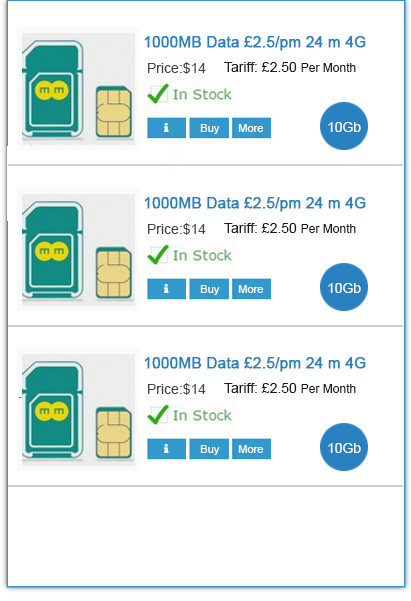 1000MB Data £2.5/pm 24 m 4G
Price:$14 Tariff: £2.50 Per Month
In Stock
i Buy More 10Gb
1000MB Data £2.5/pm 24 m 4G
Price:$14 Tariff: £2.50 Per Month
In Stock
i Buy More 10Gb
1000MB Data £2.5/pm 24 m 4G
Price:$14 Tariff: £2.50 Per Month
In Stock
i Buy More 10Gb